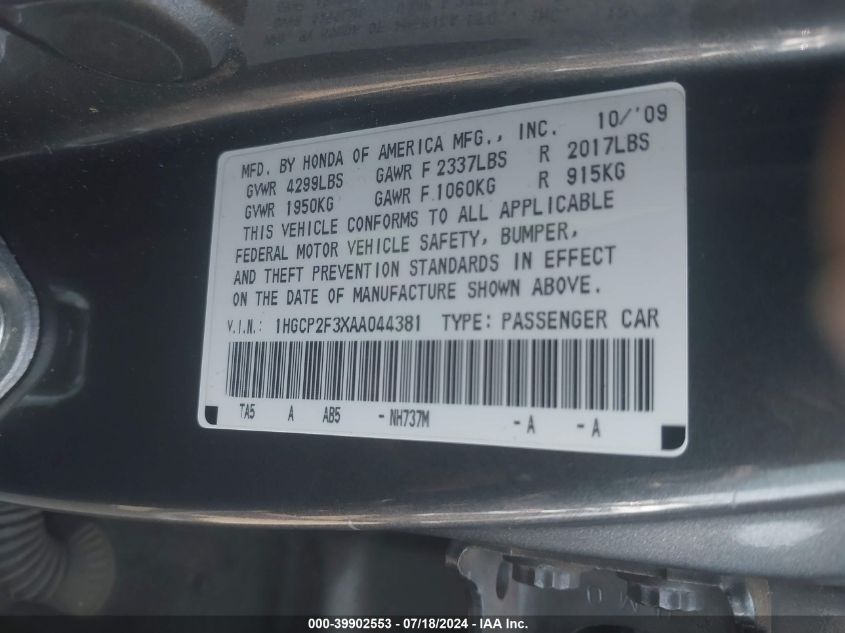 MFD. BY HONDA OF AMERICA MFG., INC. 10/'09
GVWR 4299LBS GAWR F 2337LBS R 2017LBS
GVWR 1950KG GAWR F 1060KG R 915KG
THIS VEHICLE CONFORMS TO ALL APPLICABLE
FEDERAL MOTOR VEHICLE SAFETY, BUMPER,
AND THEFT PREVENTION STANDARDS IN EFFECT
ON THE DATE OF MANUFACTURE SHOWN ABOVE.
V.I.N.: 1HGCP2F3XAA044381 TYPE: PASSENGER CAR
TA5 A AB5 - NH737M - A - A
000-39902553 - 07/18/2024 - IAA Inc.